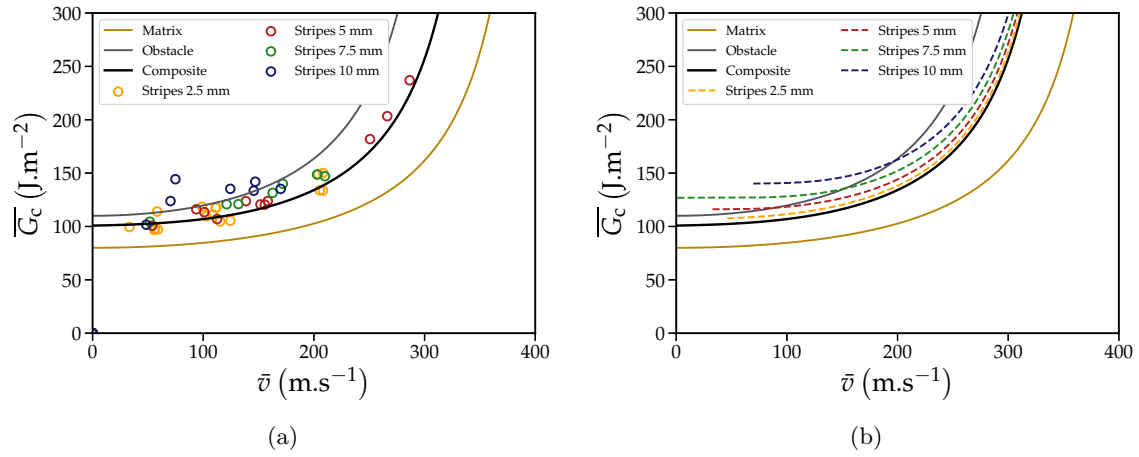 300
250
200
150
100
50
0
G̅c (J.m⁻²)
Matrix
Obstacle
Composite
Stripes 2.5 mm
Stripes 5 mm
Stripes 7.5 mm
Stripes 10 mm
0 100 200 300 400
v̄ (m.s⁻¹)
(a)
300
250
200
150
100
50
0
G̅c (J.m⁻²)
Matrix
Obstacle
Composite
Stripes 2.5 mm
Stripes 5 mm
Stripes 7.5 mm
Stripes 10 mm
0 100 200 300 400
v̄ (m.s⁻¹)
(b)